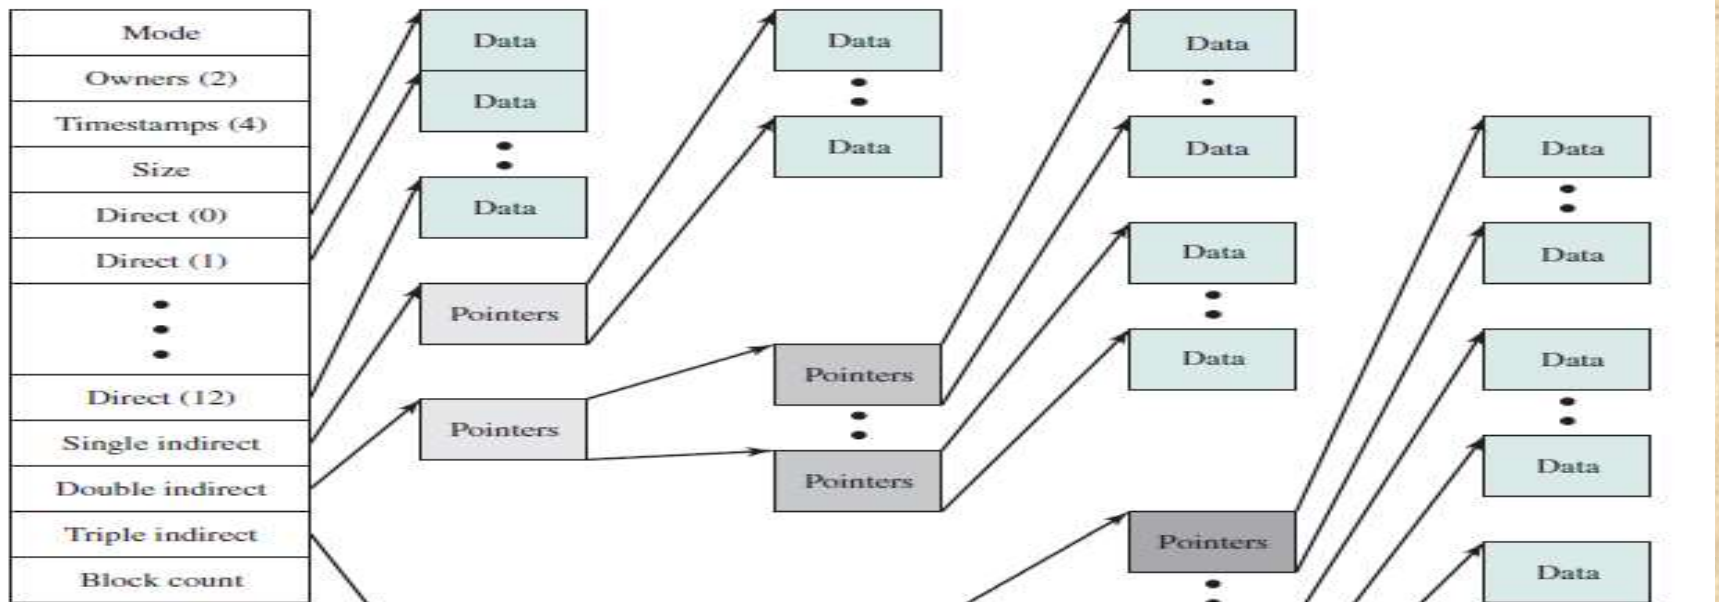 Mode
Owners (2)
Timestamps (4)
Size
Direct (0)
Direct (1)
Direct (12)
Single indirect
Double indirect
Triple indirect
Block count
Data
Data
Data
Pointers
Pointers
Data
Data
Pointers
Pointers
Data
Data
Data
Data
Pointers
Data
Data
Data
Data
Data